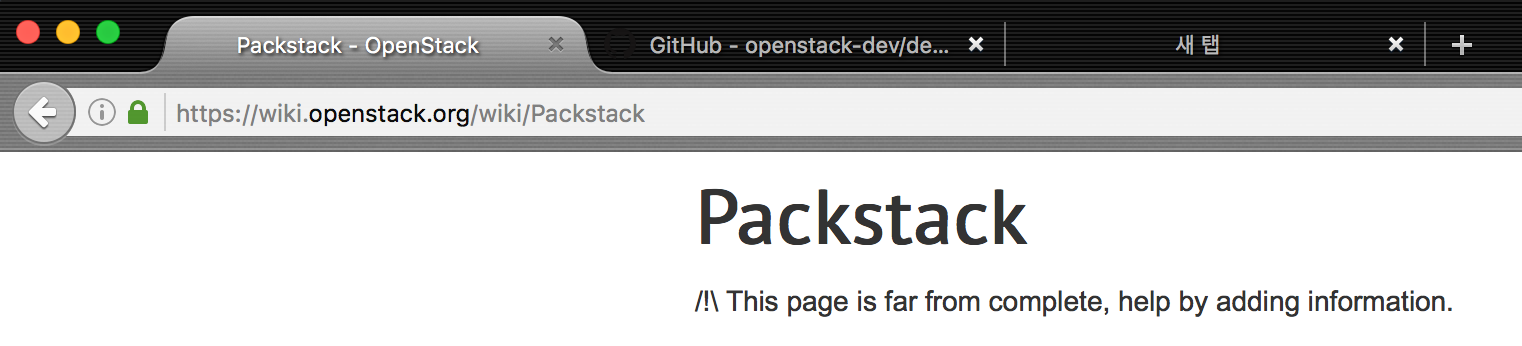 Packstack - OpenStack
GitHub - openstack-dev/de...
새 탭
https://wiki.openstack.org/wiki/Packstack
Packstack
/!\ This page is far from complete, help by adding information.